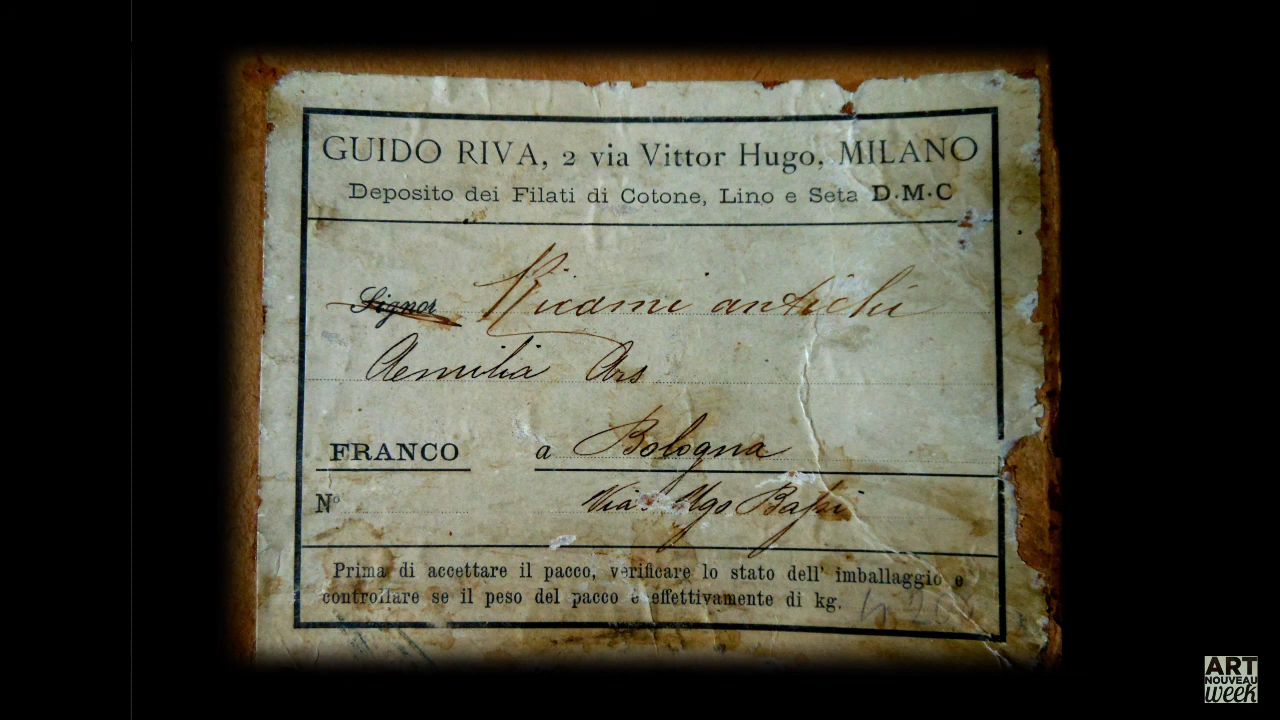 GUIDO RIVA, 2 via Vittor Hugo, MILANO
Deposito dei Filati di Cotone, Lino e Seta D.M.C
Signor Ricami antichi
Aemilia Ars
FRANCO a Bologna
N° Via Ugo Bassi
Prima di accettare il pacco, verificare lo stato dell' imballaggio e
controllare se il peso del pacco è effettivamente di kg.
ART
NOUVEAU
week